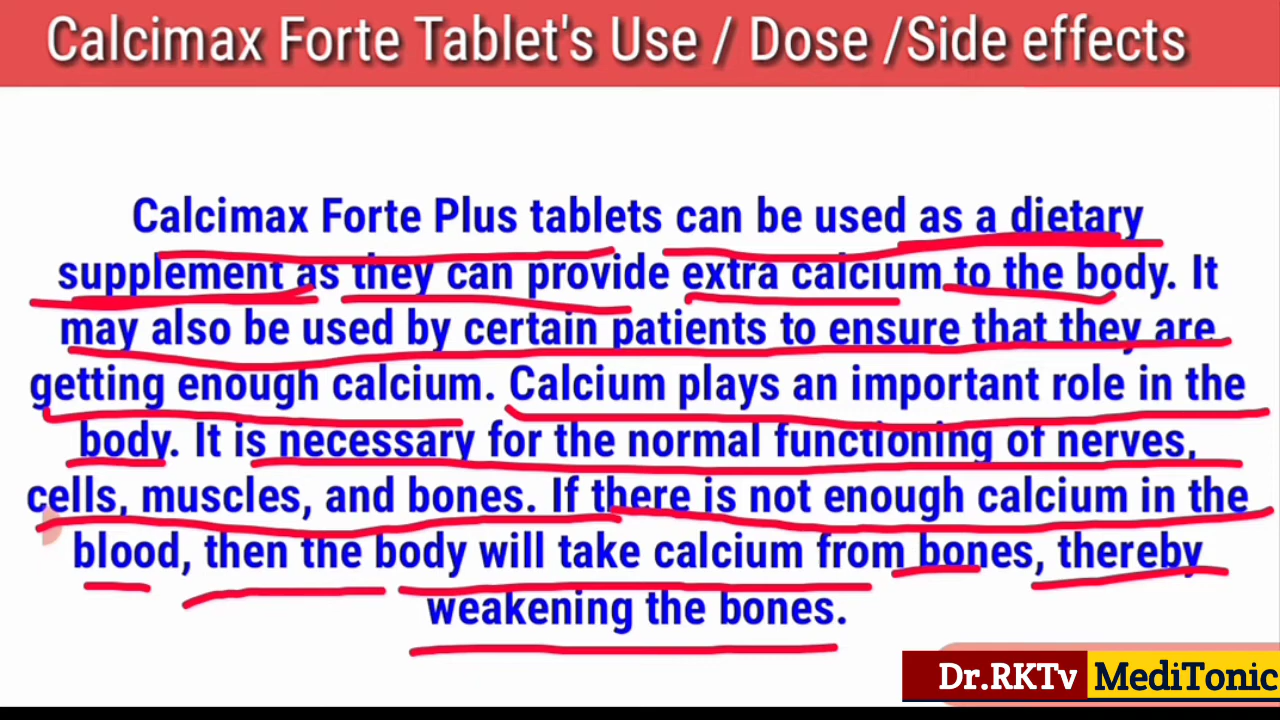 Calcimax Forte Tablet's Use / Dose /Side effects
Calcimax Forte Plus tablets can be used as a dietary
supplement as they can provide extra calcium to the body. It
may also be used by certain patients to ensure that they are
getting enough calcium. Calcium plays an important role in the
body. It is necessary for the normal functioning of nerves,
cells, muscles, and bones. If there is not enough calcium in the
blood, then the body will take calcium from bones, thereby
weakening the bones.
Dr.RKTv MediTonic